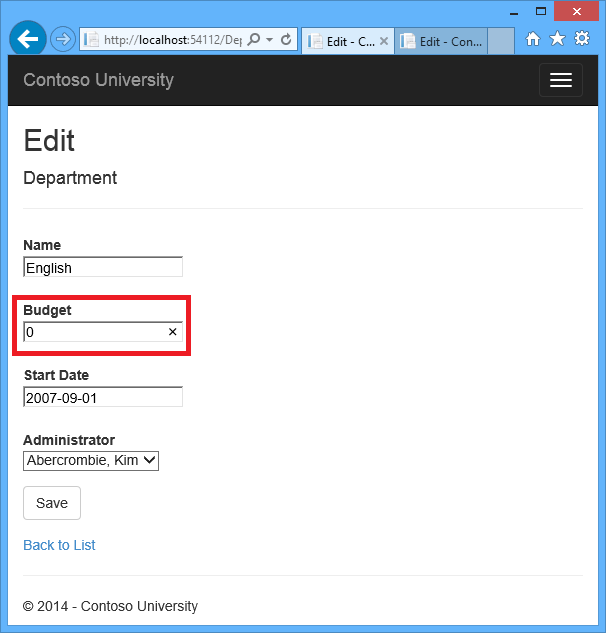 http://localhost:54112/Dep
Edit - C...
Edit - Con...
Contoso University
Edit
Department
Name
English
Budget
0
Start Date
2007-09-01
Administrator
Abercrombie, Kim
Save
Back to List
© 2014 - Contoso University